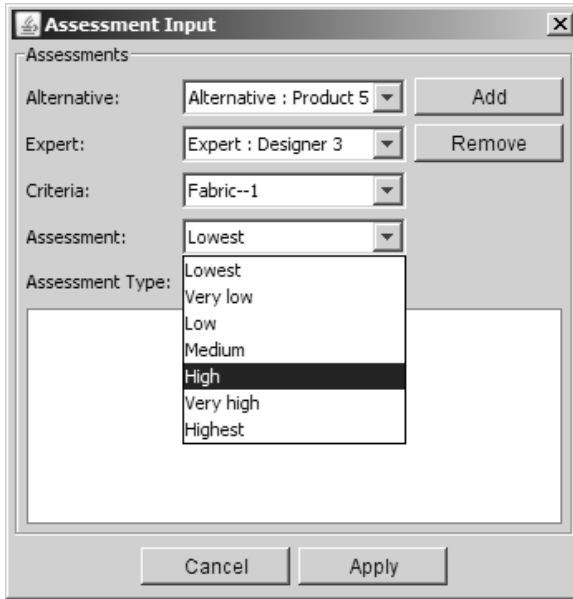 Assessment Input
Assessments
Alternative: Alternative : Product 5 Add
Expert: Expert : Designer 3 Remove
Criteria: Fabric--1
Assessment: Lowest
Assessment Type:
Lowest
Very low
Low
Medium
High
Very high
Highest
Cancel Apply